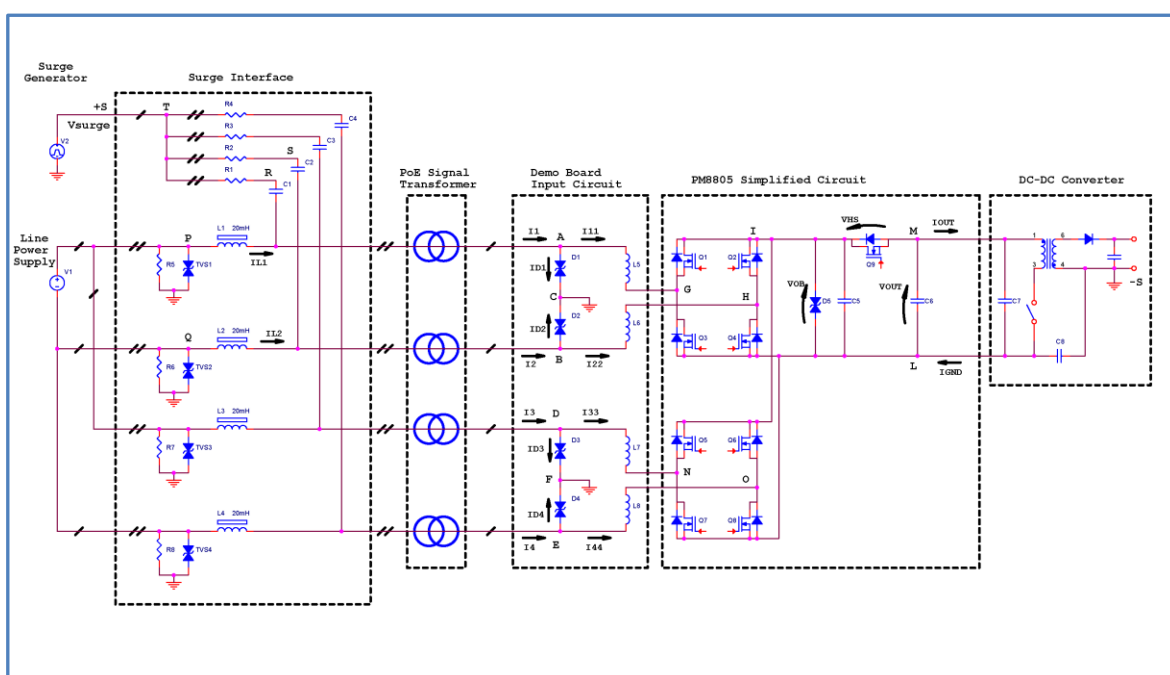 Surge
Generator
Surge Interface
+S
T
Vsurge
V2
R4
C4
R3
C3
S
R2
C2
R
R1
C1
PoE Signal
Transformer
Demo Board
Input Circuit
PM8805 Simplified Circuit
DC-DC Converter
Line
Power
Supply
V1
P
L1 20mH
IL1
R5
TVS1
I1
A
I11
D1
ID1
C
ID2
D2
L5
L6
I
Q1
Q2
G
H
Q3
Q4
VHS
Q9
M
IOUT
VOB
D5
C5
VOUT
C6
L
IGND
1
6
3
4
C7
C8
-S
Q
L2 20mH
IL2
R6
TVS2
I2
B
I22
L3 20mH
R7
TVS3
I3
D
I33
D3
ID3
F
ID4
D4
L7
L8
Q5
Q6
N
O
Q7
Q8
L4 20mH
R8
TVS4
I4
E
I44